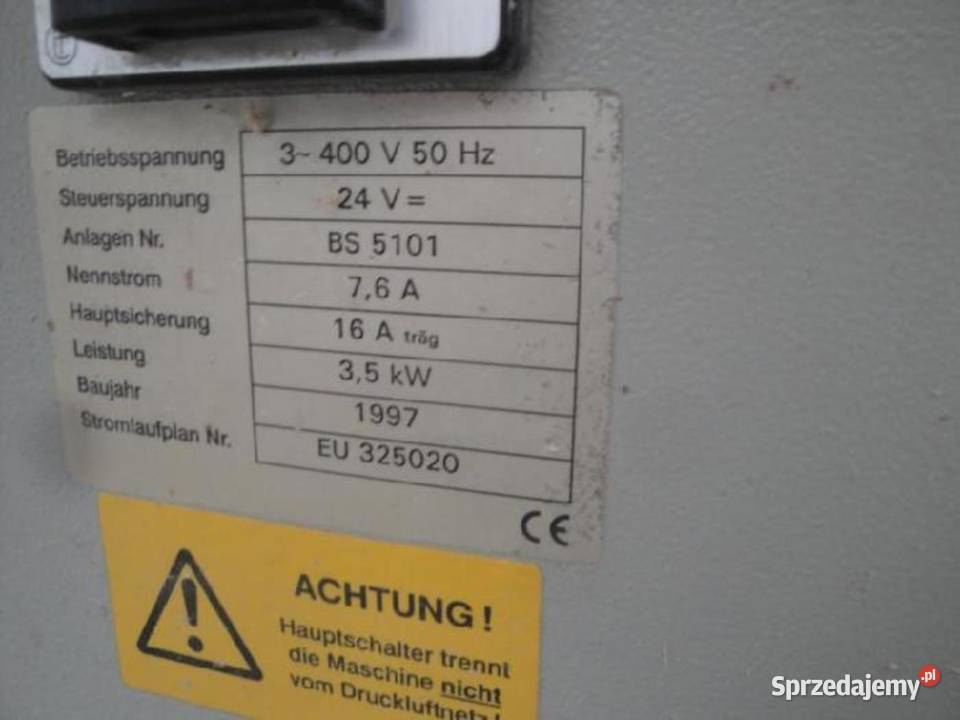 Betriebsspannung 3~ 400 V 50 Hz
Steuerspannung 24 V =
Anlagen Nr. BS 5101
Nennstrom 7,6 A
Hauptsicherung 16 A träg
Leistung 3,5 kW
Baujahr 1997
Stromlaufplan Nr. EU 325020
CE
ACHTUNG!
Hauptschalter trennt
die Maschine nicht
vom Druckluftnetz!
Sprzedajemy.pl